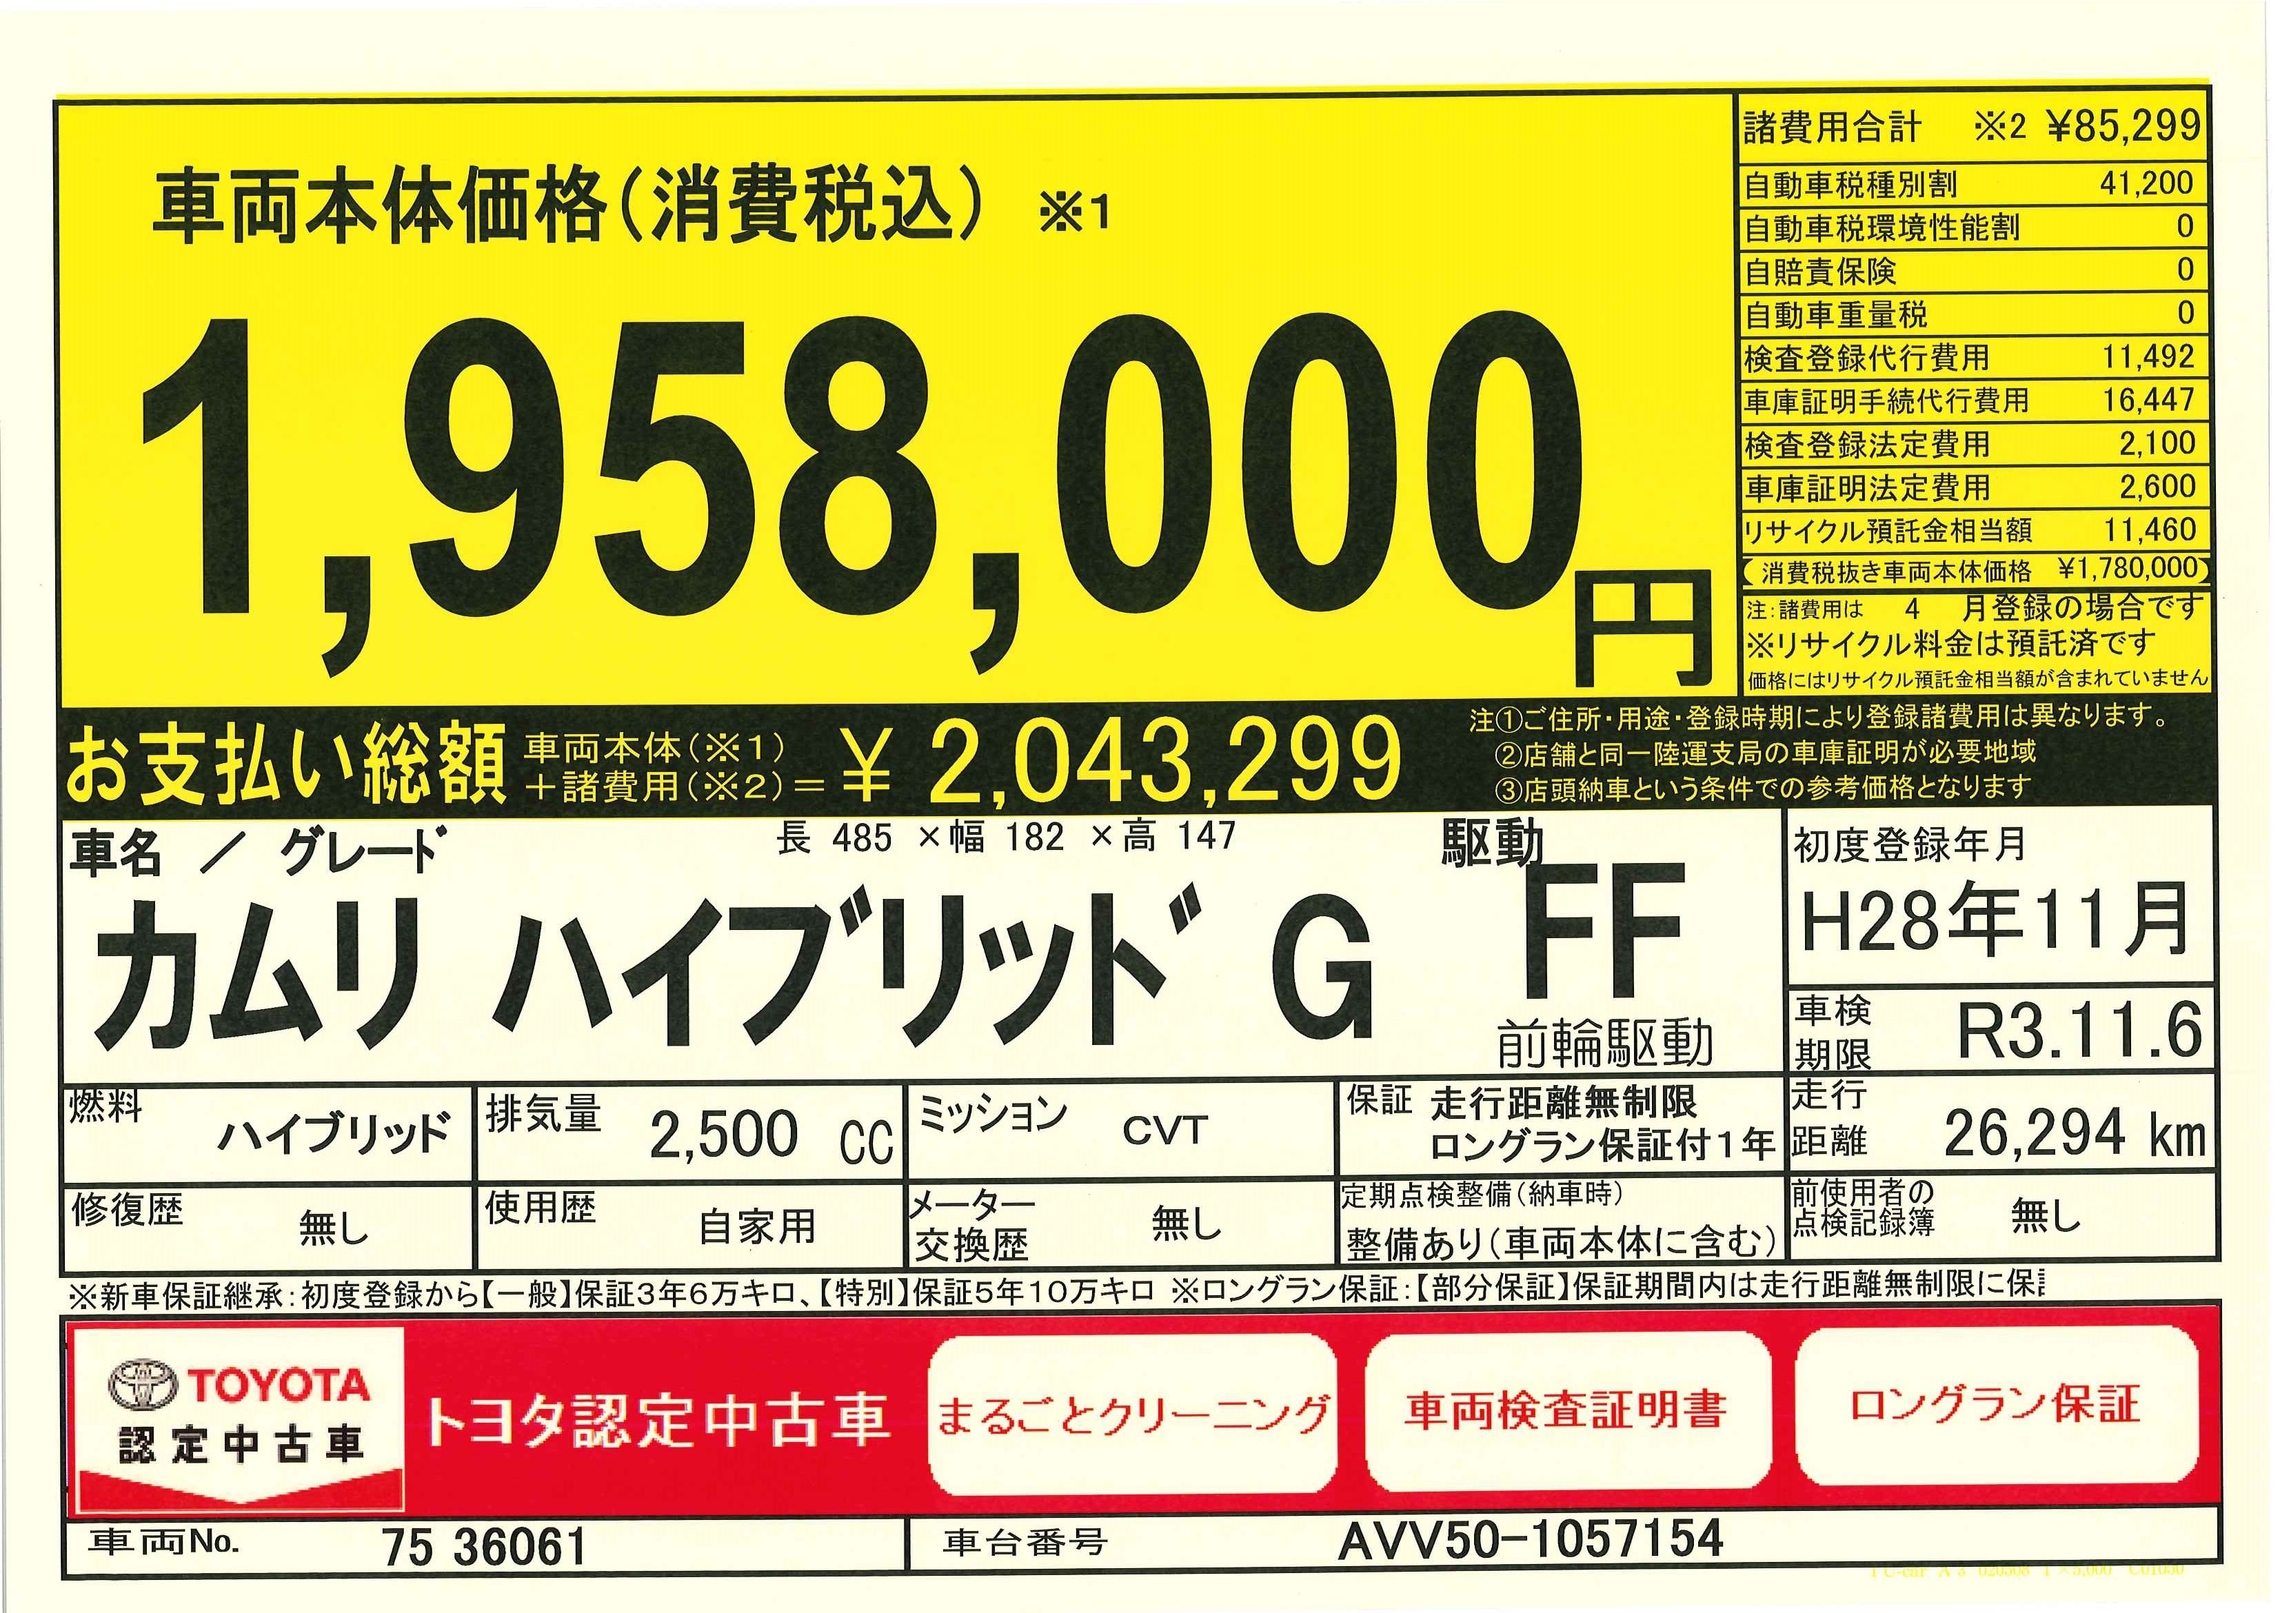 車両本体価格(消費税込) ※1
1,958,000円
諸費用合計 ※2 ¥85,299
自動車税種別割 41,200
自動車税環境性能割 0
自賠責保険 0
自動車重量税 0
検査登録代行費用 11,492
車庫証明手続代行費用 16,447
検査登録法定費用 2,100
車庫証明法定費用 2,600
リサイクル預託金相当額 11,460
(消費税抜き車両本体価格 ¥1,780,000)
注:諸費用は 4 月登録の場合です
※リサイクル料金は預託済です
価格にはリサイクル預託金相当額が含まれていません
お支払い総額 車両本体(※1)
+諸費用(※2)= ¥ 2,043,299
注①ご住所・用途・登録時期により登録諸費用は異なります。
②店舗と同一陸運支局の車庫証明が必要地域
③店頭納車という条件での参考価格となります
車名 / グレード
長 485 ×幅 182 ×高 147
カムリ ハイブリッド G
駆動
FF
前輪駆動
初度登録年月
H28年11月
車検期限 R3.11.6
燃料 ハイブリッド
排気量 2,500 CC
ミッション CVT
保証 走行距離無制限
ロングラン保証付1年
走行距離 26,294 km
修復歴 無し
使用歴 自家用
メーター交換歴 無し
定期点検整備(納車時)
整備あり(車両本体に含む)
前使用者の点検記録簿 無し
※新車保証継承:初度登録から【一般】保証3年6万キロ、【特別】保証5年10万キロ ※ロングラン保証:【部分保証】保証期間内は走行距離無制限に保
TOYOTA
認定中古車
トヨタ認定中古車
まるごとクリーニング
車両検査証明書
ロングラン保証
車両No. 75 36061
車台番号 AVV50-1057154